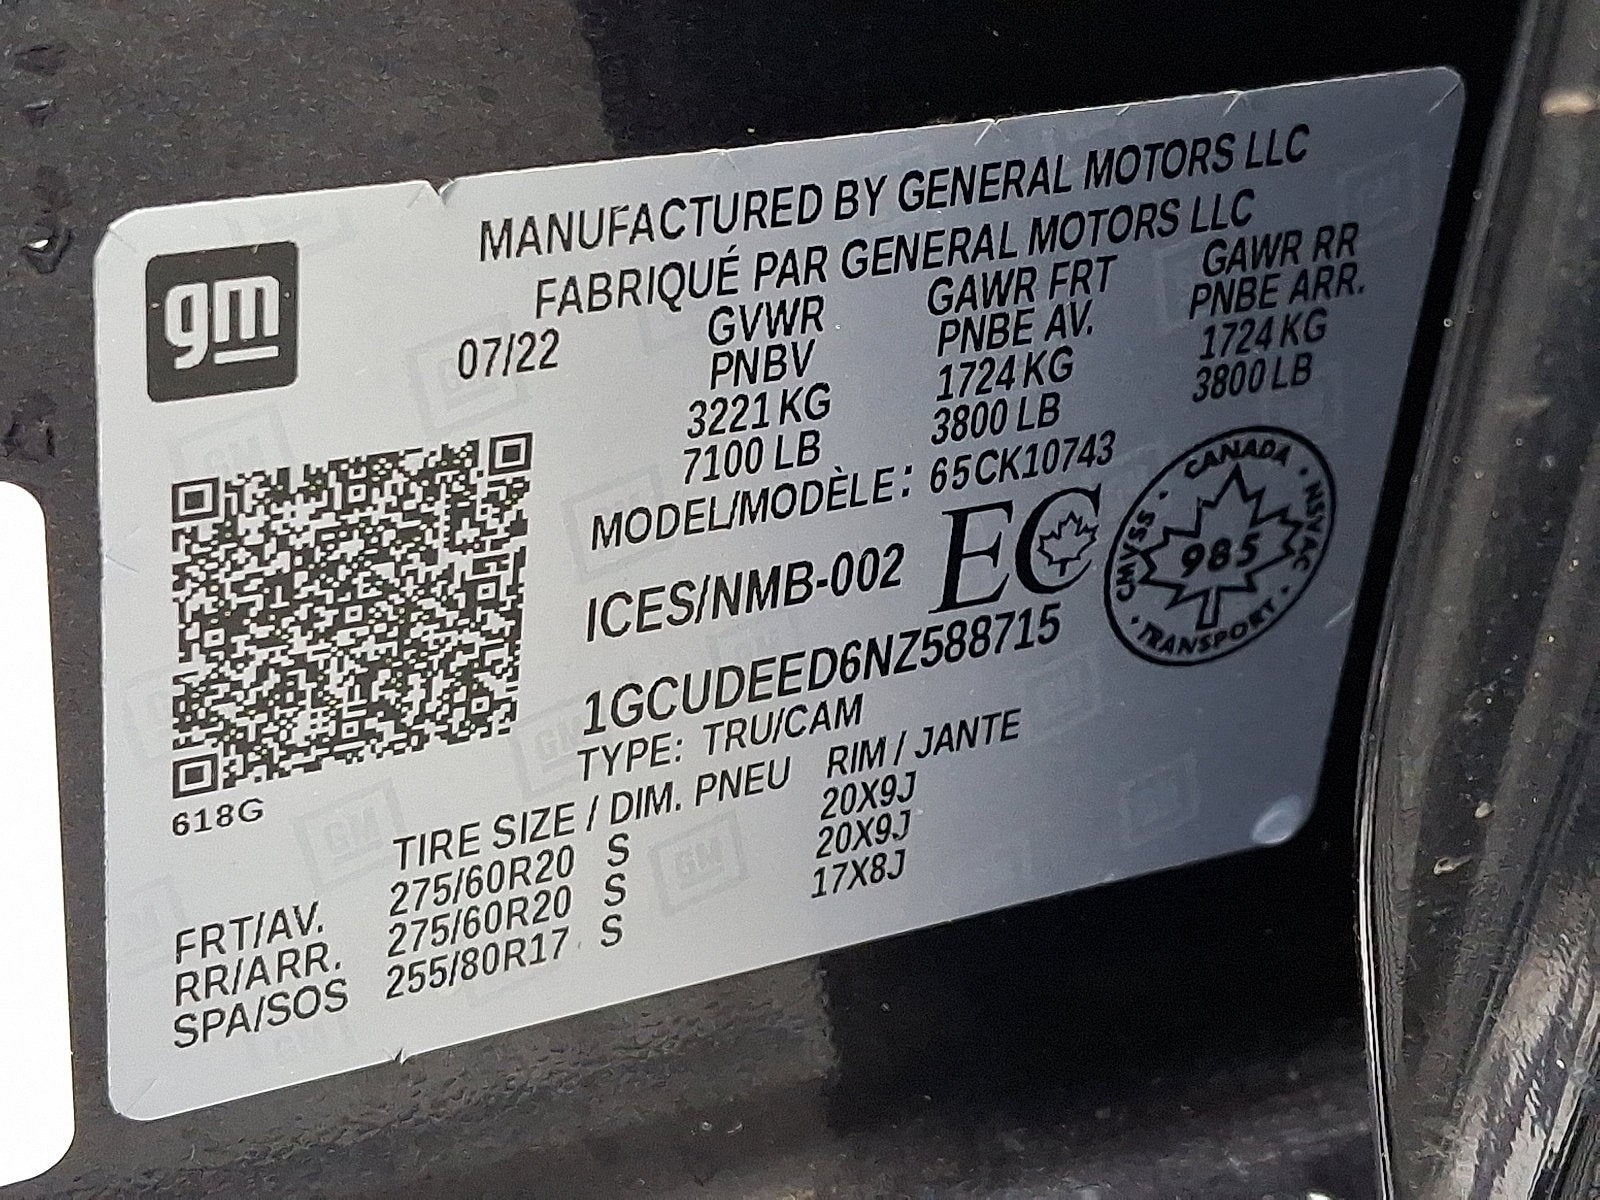 MANUFACTURED BY GENERAL MOTORS LLC
FABRIQUÉ PAR GENERAL MOTORS LLC
gm
07/22
GVWR GAWR FRT GAWR RR
PNBV PNBE AV. PNBE ARR.
3221 KG 1724 KG 1724 KG
7100 LB 3800 LB 3800 LB
MODEL/MODÈLE: 65CK10743
ICES/NMB-002 EC
CANADA
CMVSS 985 NSVAC
TRANSPORT
1GCUDEED6NZ588715
TYPE: TRU/CAM
618G
TIRE SIZE / DIM. PNEU RIM / JANTE
FRT/AV. 275/60R20 S 20X9J
RR/ARR. 275/60R20 S 20X9J
SPA/SOS 255/80R17 S 17X8J